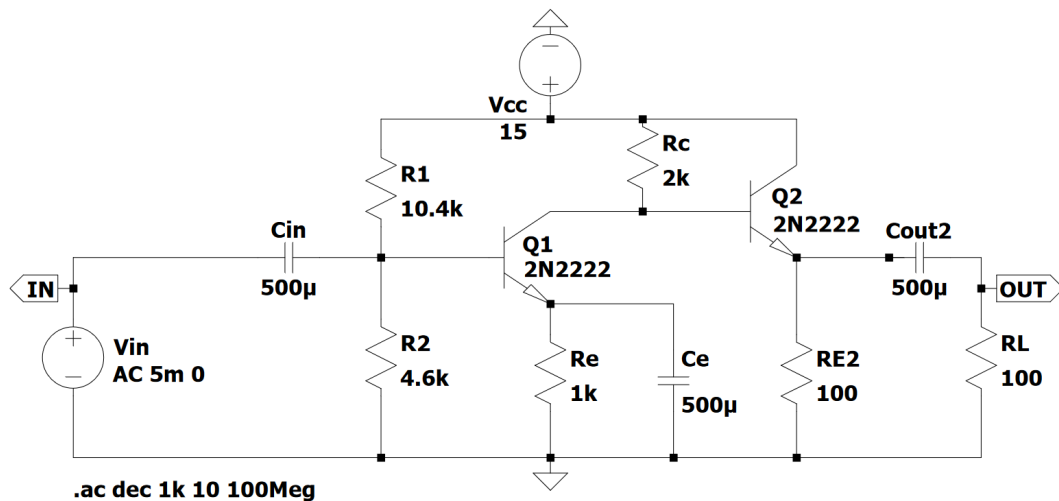 Vcc
15
Rc
2k
R1
10.4k
Q2
2N2222
Cin
500µ
Q1
2N2222
Cout2
500µ
IN
OUT
Vin
AC 5m 0
R2
4.6k
Re
1k
Ce
500µ
RE2
100
RL
100
.ac dec 1k 10 100Meg